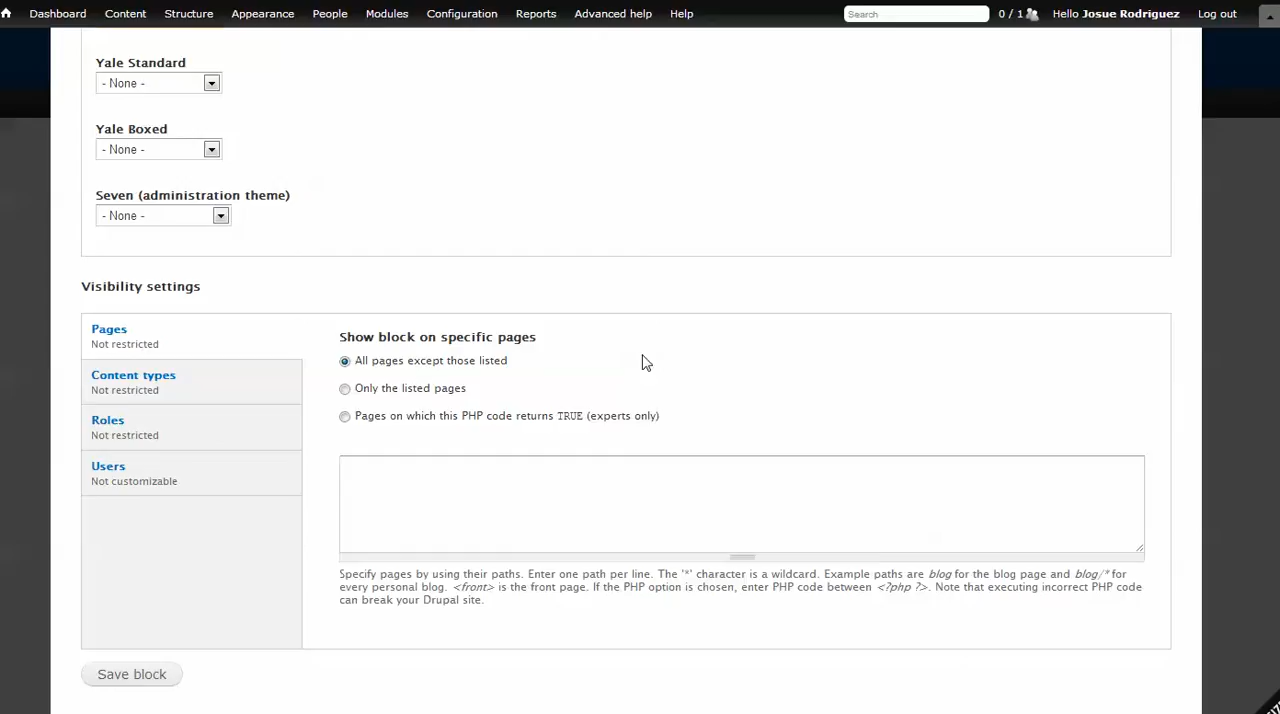 Dashboard Content Structure Appearance People Modules Configuration Reports Advanced help Help Search 0 / 1 Hello Josue Rodriguez Log out
Yale Standard
- None -
Yale Boxed
- None -
Seven (administration theme)
- None -
Visibility settings
Pages
Not restricted
Content types
Not restricted
Roles
Not restricted
Users
Not customizable
Show block on specific pages
All pages except those listed
Only the listed pages
Pages on which this PHP code returns TRUE (experts only)
Specify pages by using their paths. Enter one path per line. The '*' character is a wildcard. Example paths are blog for the blog page and blog/* for
every personal blog. <front> is the front page. If the PHP option is chosen, enter PHP code between <?php ?>. Note that executing incorrect PHP code
can break your Drupal site.
Save block